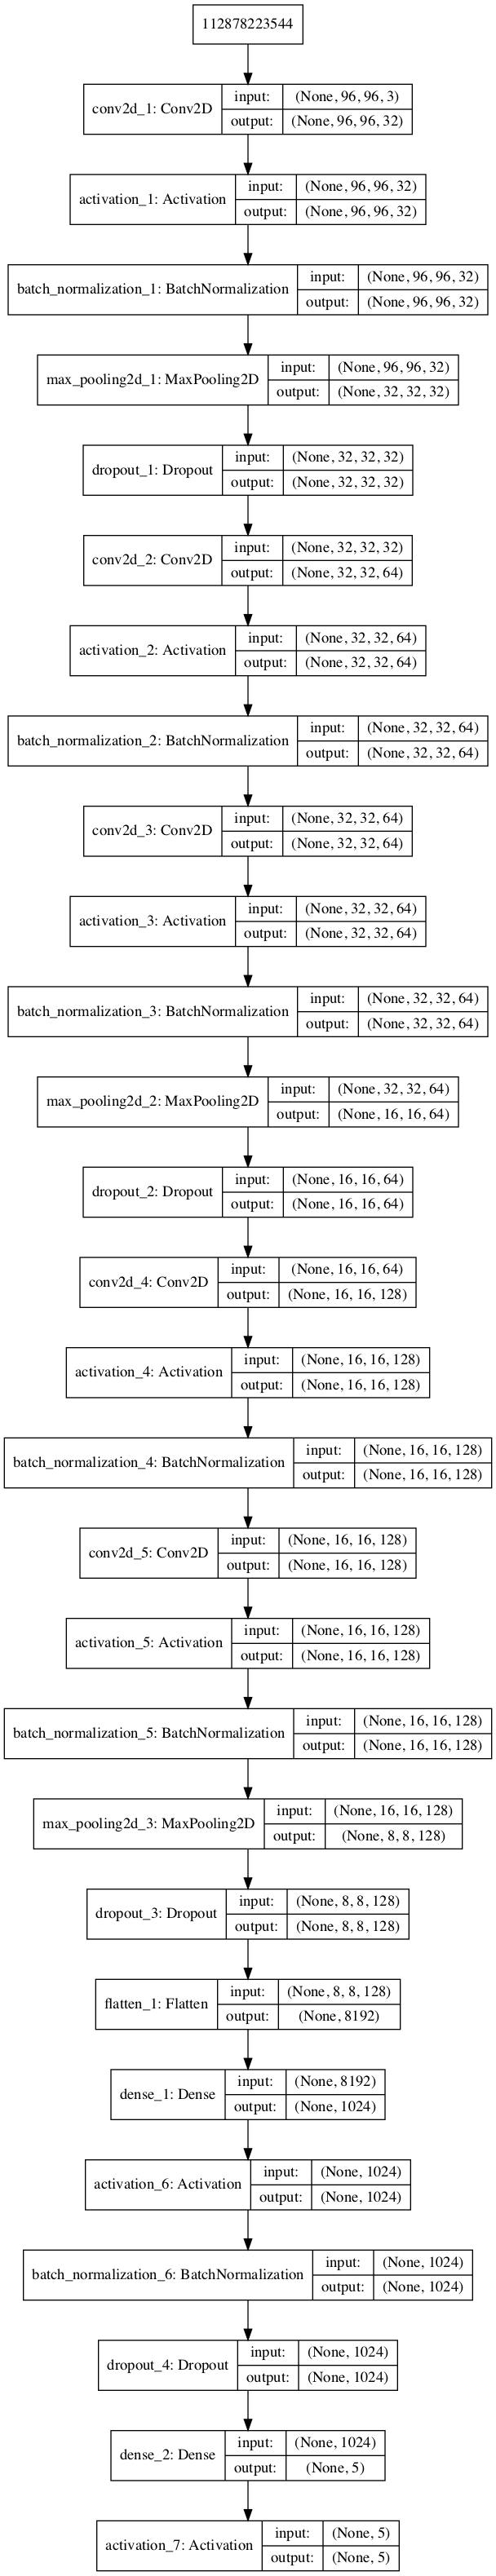 112878223544
conv2d_1: Conv2D
input: (None, 96, 96, 3)
output: (None, 96, 96, 32)
activation_1: Activation
input: (None, 96, 96, 32)
output: (None, 96, 96, 32)
batch_normalization_1: BatchNormalization
input: (None, 96, 96, 32)
output: (None, 96, 96, 32)
max_pooling2d_1: MaxPooling2D
input: (None, 96, 96, 32)
output: (None, 32, 32, 32)
dropout_1: Dropout
input: (None, 32, 32, 32)
output: (None, 32, 32, 32)
conv2d_2: Conv2D
input: (None, 32, 32, 32)
output: (None, 32, 32, 64)
activation_2: Activation
input: (None, 32, 32, 64)
output: (None, 32, 32, 64)
batch_normalization_2: BatchNormalization
input: (None, 32, 32, 64)
output: (None, 32, 32, 64)
conv2d_3: Conv2D
input: (None, 32, 32, 64)
output: (None, 32, 32, 64)
activation_3: Activation
input: (None, 32, 32, 64)
output: (None, 32, 32, 64)
batch_normalization_3: BatchNormalization
input: (None, 32, 32, 64)
output: (None, 32, 32, 64)
max_pooling2d_2: MaxPooling2D
input: (None, 32, 32, 64)
output: (None, 16, 16, 64)
dropout_2: Dropout
input: (None, 16, 16, 64)
output: (None, 16, 16, 64)
conv2d_4: Conv2D
input: (None, 16, 16, 64)
output: (None, 16, 16, 128)
activation_4: Activation
input: (None, 16, 16, 128)
output: (None, 16, 16, 128)
batch_normalization_4: BatchNormalization
input: (None, 16, 16, 128)
output: (None, 16, 16, 128)
conv2d_5: Conv2D
input: (None, 16, 16, 128)
output: (None, 16, 16, 128)
activation_5: Activation
input: (None, 16, 16, 128)
output: (None, 16, 16, 128)
batch_normalization_5: BatchNormalization
input: (None, 16, 16, 128)
output: (None, 16, 16, 128)
max_pooling2d_3: MaxPooling2D
input: (None, 16, 16, 128)
output: (None, 8, 8, 128)
dropout_3: Dropout
input: (None, 8, 8, 128)
output: (None, 8, 8, 128)
flatten_1: Flatten
input: (None, 8, 8, 128)
output: (None, 8192)
dense_1: Dense
input: (None, 8192)
output: (None, 1024)
activation_6: Activation
input: (None, 1024)
output: (None, 1024)
batch_normalization_6: BatchNormalization
input: (None, 1024)
output: (None, 1024)
dropout_4: Dropout
input: (None, 1024)
output: (None, 1024)
dense_2: Dense
input: (None, 1024)
output: (None, 5)
activation_7: Activation
input: (None, 5)
output: (None, 5)